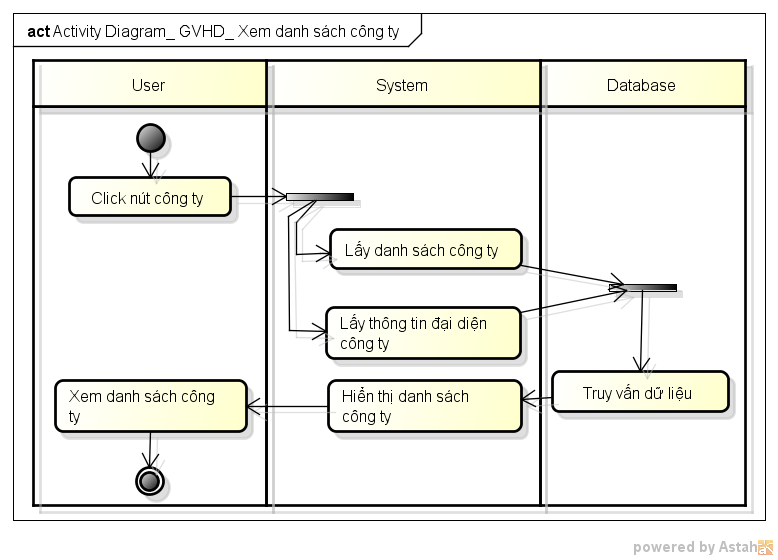 act Activity Diagram_ GVHD_ Xem danh sách công ty
User
System
Database
Click nút công ty
Lấy danh sách công ty
Lấy thông tin đại diện
công ty
Truy vấn dữ liệu
Hiển thị danh sách
công ty
Xem danh sách công
ty
powered by Astah